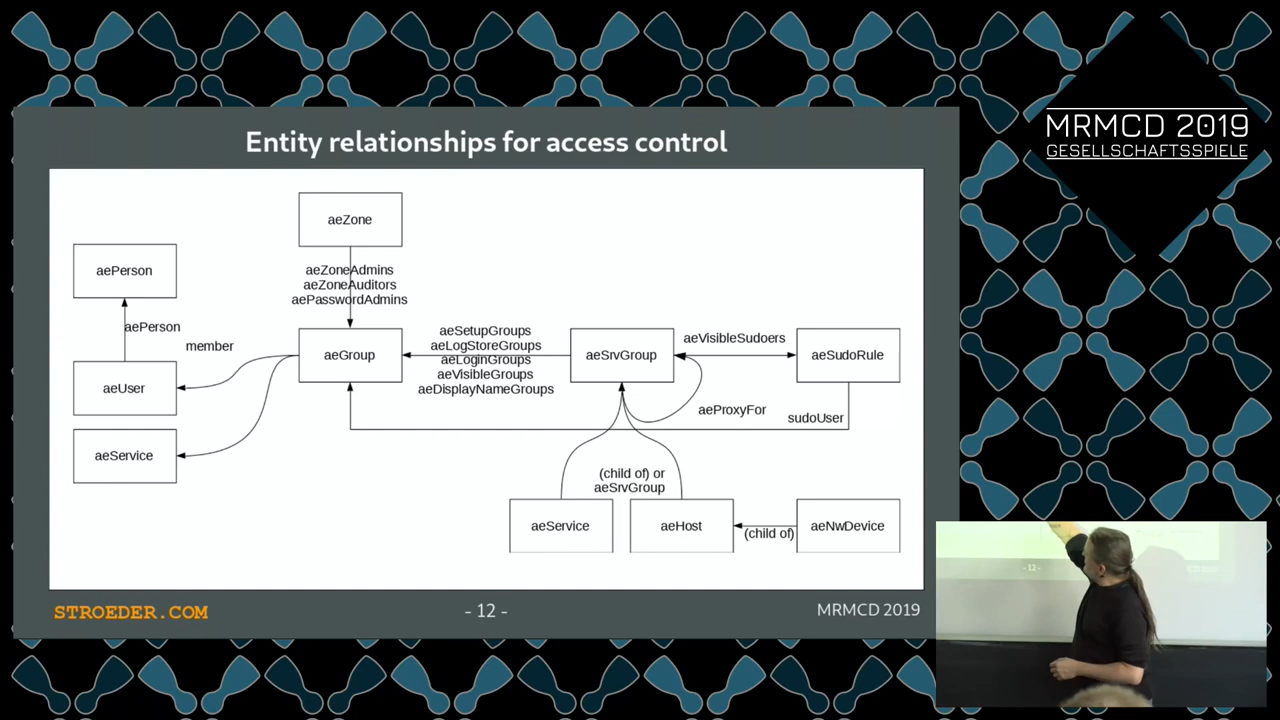 MRMCD 2019
GESELLSCHAFTSSPIELE
Entity relationships for access control
aeZone
aePerson
aeZoneAdmins
aeZoneAuditors
aePasswordAdmins
aePerson
member
aeUser
aeService
aeGroup
aeSetupGroups
aeLogStoreGroups
aeLoginGroups
aeVisibleGroups
aeDisplayNameGroups
aeSrvGroup
aeVisibleSudoers
aeSudoRule
aeProxyFor
sudoUser
(child of) or
aeSrvGroup
aeService
aeHost
(child of)
aeNwDevice
STROEDER.COM
- 12 -
MRMCD 2019
- 12 -